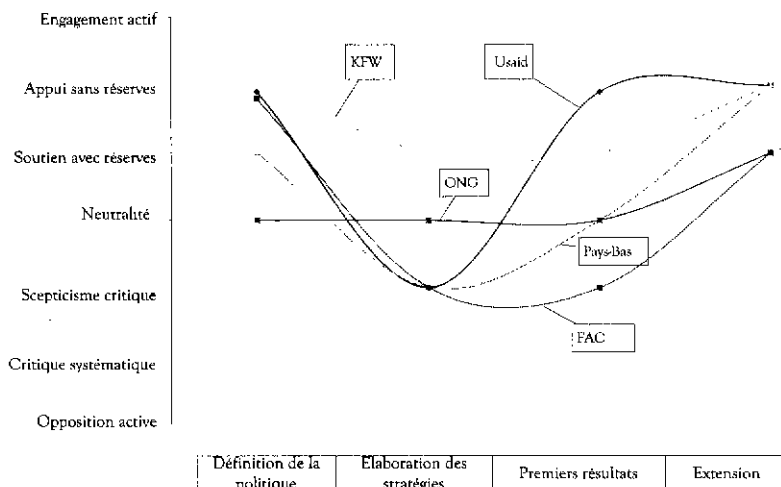 Engagement actif
KFW
Usaid
Appui sans réserves
Soutien avec réserves
ONG
Neutralité
Pays-Bas
Scepticisme critique
FAC
Critique systématique
Opposition active
Définition de la
politique
Elaboration des
stratégies
Premiers résultats
Extension